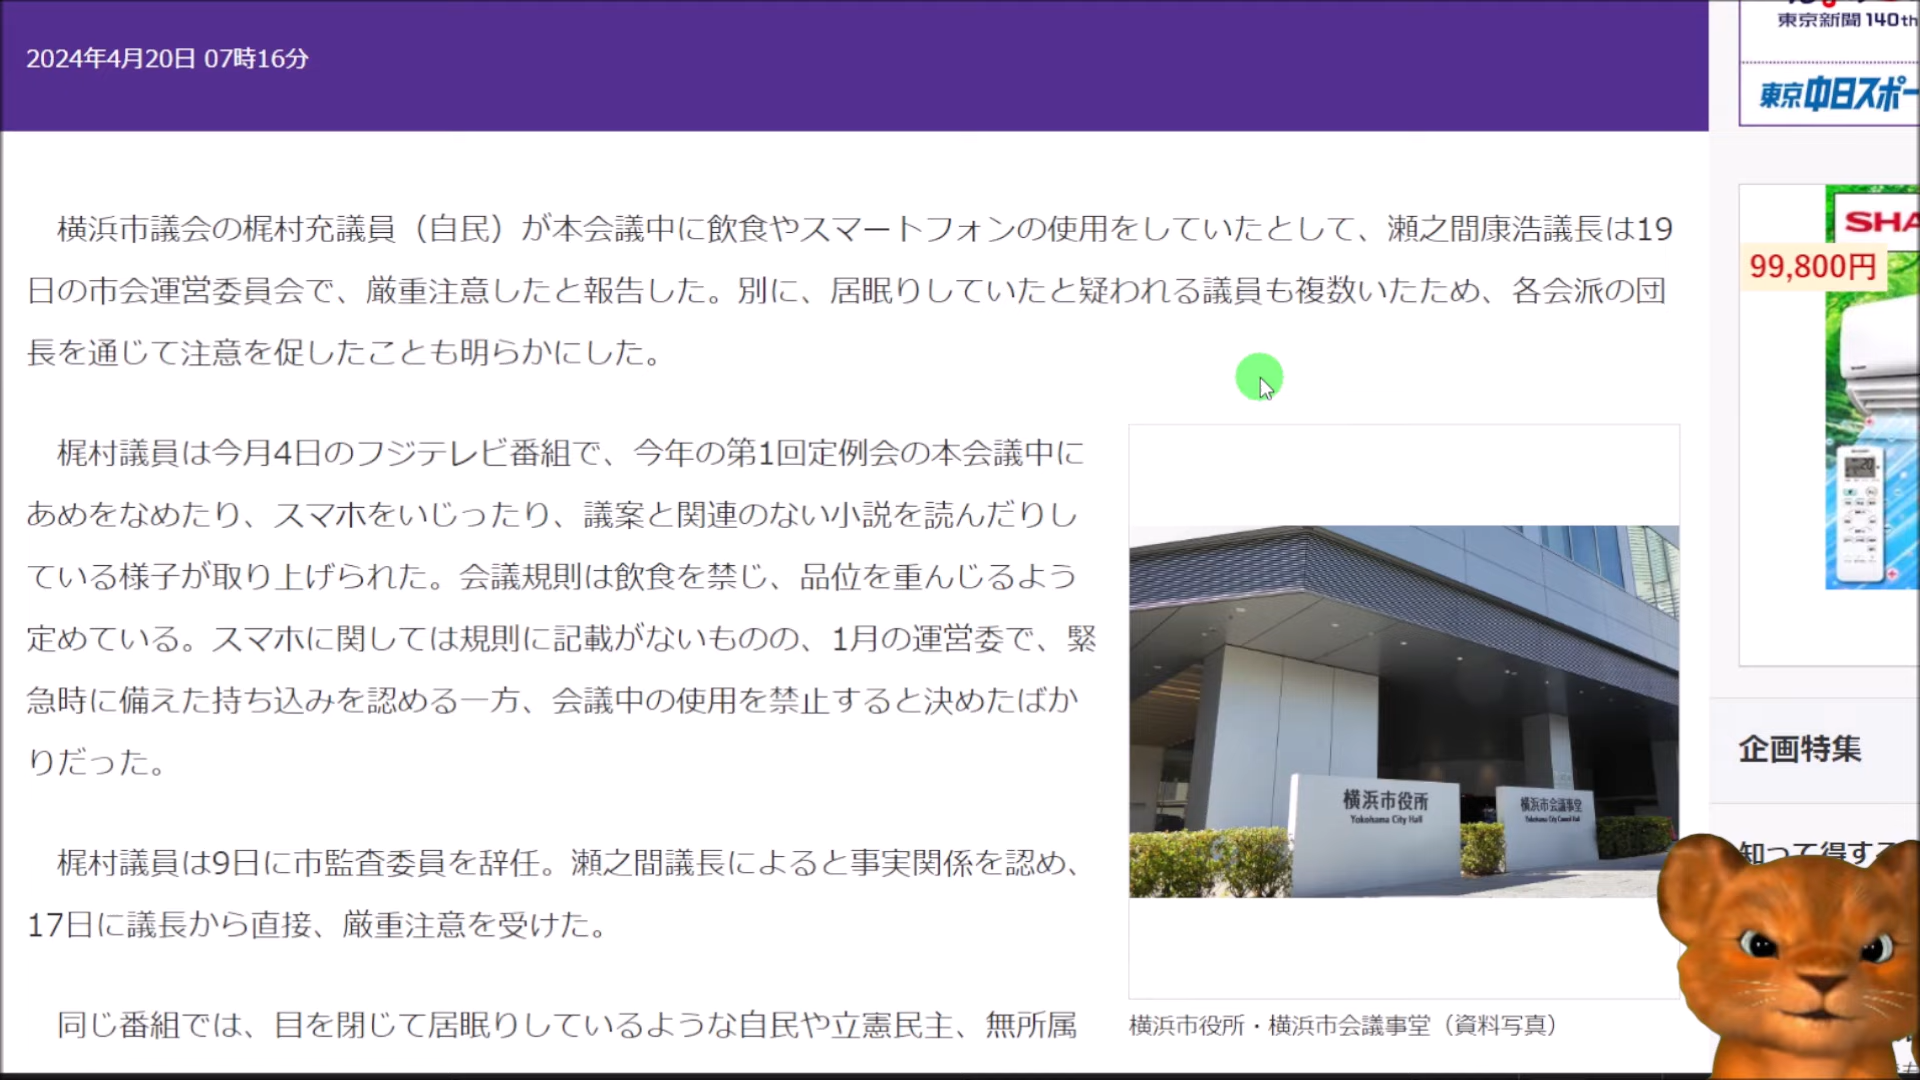 2024年4月20日 07時16分
横浜市議会の梶村充議員（自民）が本会議中に飲食やスマートフォンの使用をしていたとして、瀬之間康浩議長は19
日の市会運営委員会で、厳重注意したと報告した。別に、居眠りしていたと疑われる議員も複数いたため、各会派の団
長を通じて注意を促したことも明らかにした。
梶村議員は今月4日のフジテレビ番組で、今年の第1回定例会の本会議中に
あめをなめたり、スマホをいじったり、議案と関連のない小説を読んだりし
ている様子が取り上げられた。会議規則は飲食を禁じ、品位を重んじるよう
定めている。スマホに関しては規則に記載がないものの、1月の運営委で、緊
急時に備えた持ち込みを認める一方、会議中の使用を禁止すると決めたばか
りだった。
梶村議員は9日に市監査委員を辞任。瀬之間議長によると事実関係を認め、
17日に議長から直接、厳重注意を受けた。
同じ番組では、目を閉じて居眠りしているような自民や立憲民主、無所属
横浜市役所
Yokohama City Hall
横浜市会議事堂
Yokohama City Council Hall
横浜市役所・横浜市会議事堂（資料写真）
東京新聞 140th
東京中日スポー
SHA
99,800円
企画特集
知って得する